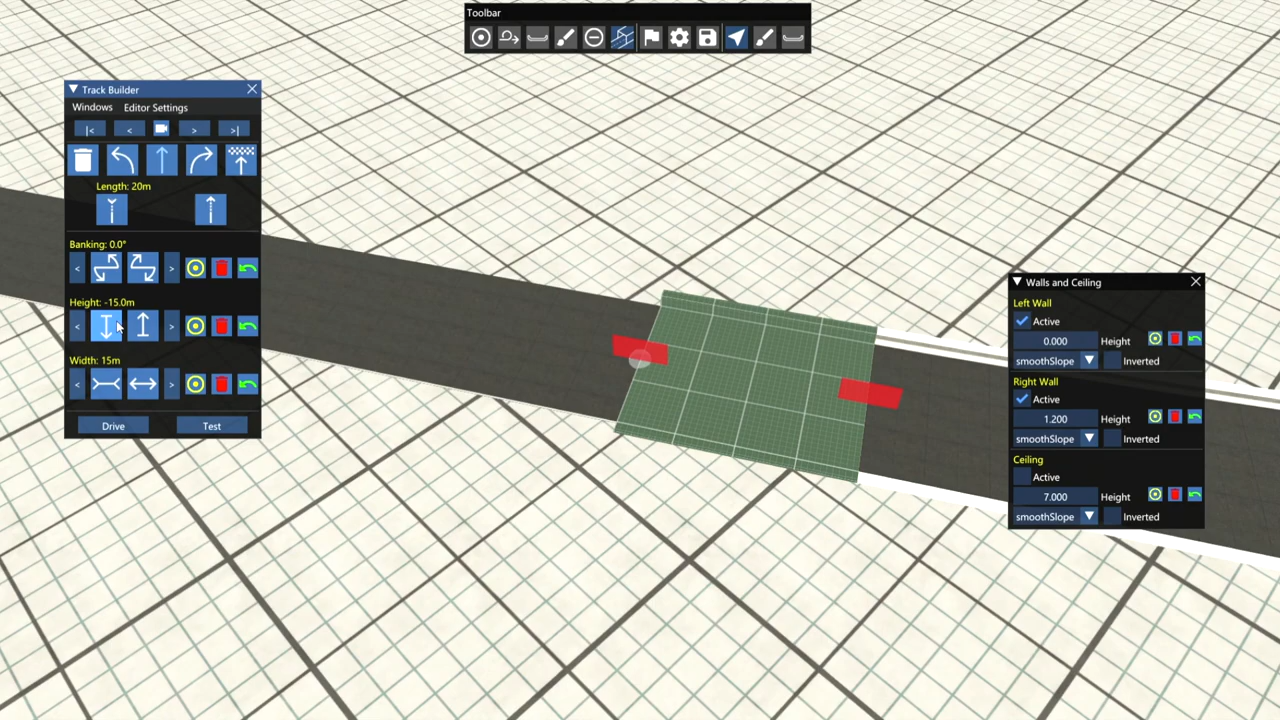 Toolbar
Track Builder
Windows Editor Settings
|< < > >|
Length: 20m
Banking: 0.0°
< >
Height: -15.0m
< >
Width: 15m
< >
Drive Test
Walls and Ceiling
Left Wall
Active
0.000 Height
smoothSlope Inverted
Right Wall
Active
1.200 Height
smoothSlope Inverted
Ceiling
Active
7.000 Height
smoothSlope Inverted